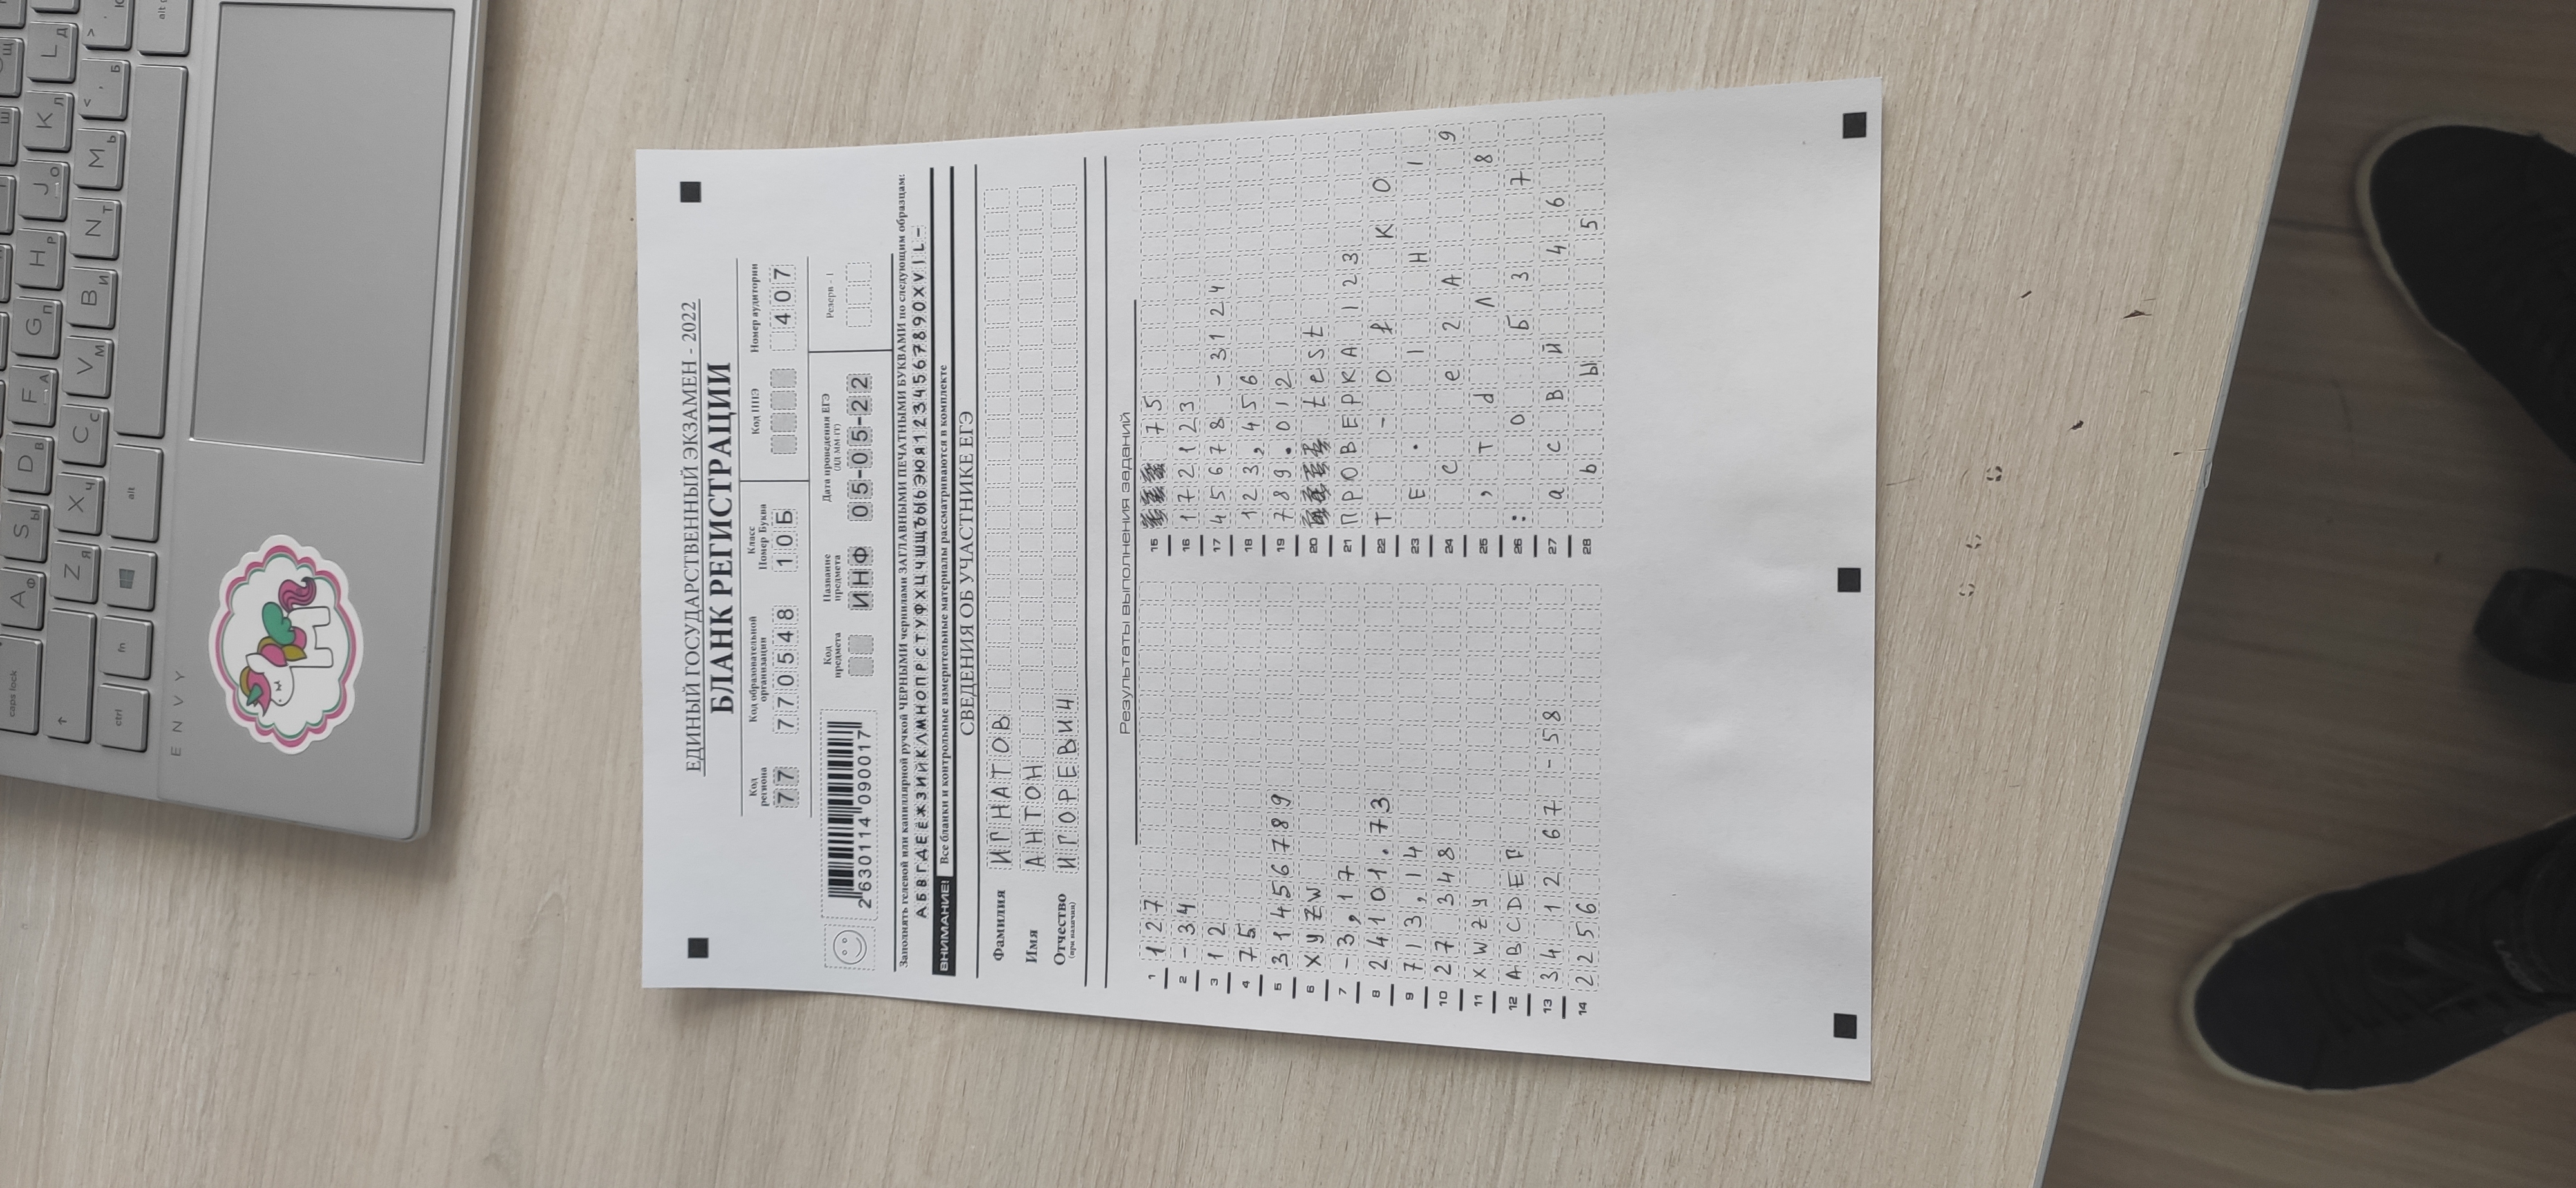 caps lock A Ф S Ы D В F А G П H Р J О K Л L Д
Z Я X Ч C С V М B И N Т M Ь < , Б > .
ctrl fn alt alt
ENVY
ЕДИНЫЙ ГОСУДАРСТВЕННЫЙ ЭКЗАМЕН - 2022
БЛАНК РЕГИСТРАЦИИ
Код региона Код образовательной организации Класс Номер Буква Код ППЭ Номер аудитории
77 770548 10Б 407
Код предмета Название предмета Дата проведения ЕГЭ (ДД-ММ-ГГ) Резерв - 1
2 630114 090017 ИНФ 05-05-22
Заполнять гелевой или капиллярной ручкой ЧЕРНЫМИ чернилами ЗАГЛАВНЫМИ ПЕЧАТНЫМИ БУКВАМИ по следующим образцам:
АБВГДЕЁЖЗИЙКЛМНОПРСТУФХЦЧШЩЪЫЬЭЮЯ1234567890XVIL-
ВНИМАНИЕ! Все бланки и контрольные измерительные материалы рассматриваются в комплекте
СВЕДЕНИЯ ОБ УЧАСТНИКЕ ЕГЭ
Фамилия ИГНАТОВ
Имя АНТОН
Отчество ИГОРЕВИЧ
(при наличии)
Результаты выполнения заданий
1 127
2 -34
3 12
4 75
5 31456789
6 XYZW
7 -3,17
8 24101.73
9 713,14
10 27 348
11 XWZY
12 ABCDEF
13 34 12 67 -58
14 2256
15 75
16 172123
17 45678 -3124
18 123,456
19 789.012
20 test
21 ПРОВЕРКА 123
22 Т - О К О
23 Е . 1 Н 1
24 С е 2 А 9
25 , Т d Л 8
26 : О Б 3 7
27 а с В й 4 6
28 ь ы 5